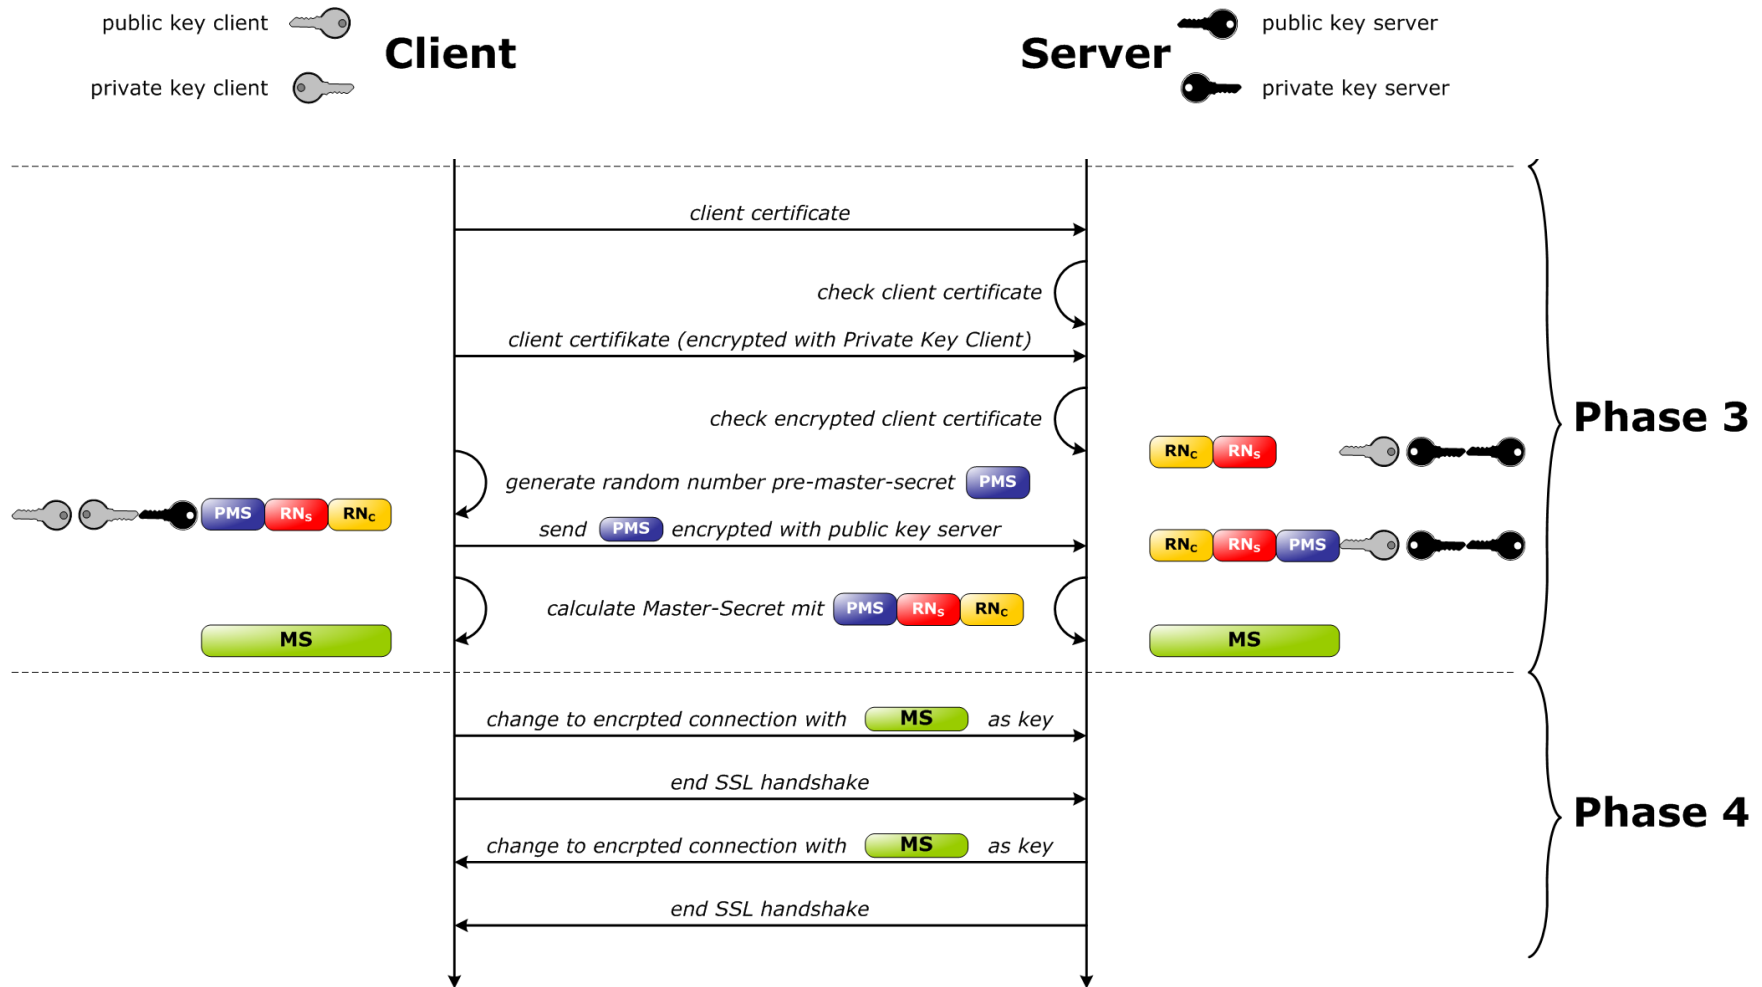 public key client
Client
Server
public key server
private key client
private key server
client certificate
check client certificate
client certifikate (encrypted with Private Key Client)
check encrypted client certificate
Phase 3
RNC RNS
generate random number pre-master-secret PMS
PMS RNS RNC
send PMS encrypted with public key server
RNC RNS PMS
calculate Master-Secret mit PMS RNS RNC
MS
MS
change to encrpted connection with MS as key
end SSL handshake
Phase 4
change to encrpted connection with MS as key
end SSL handshake